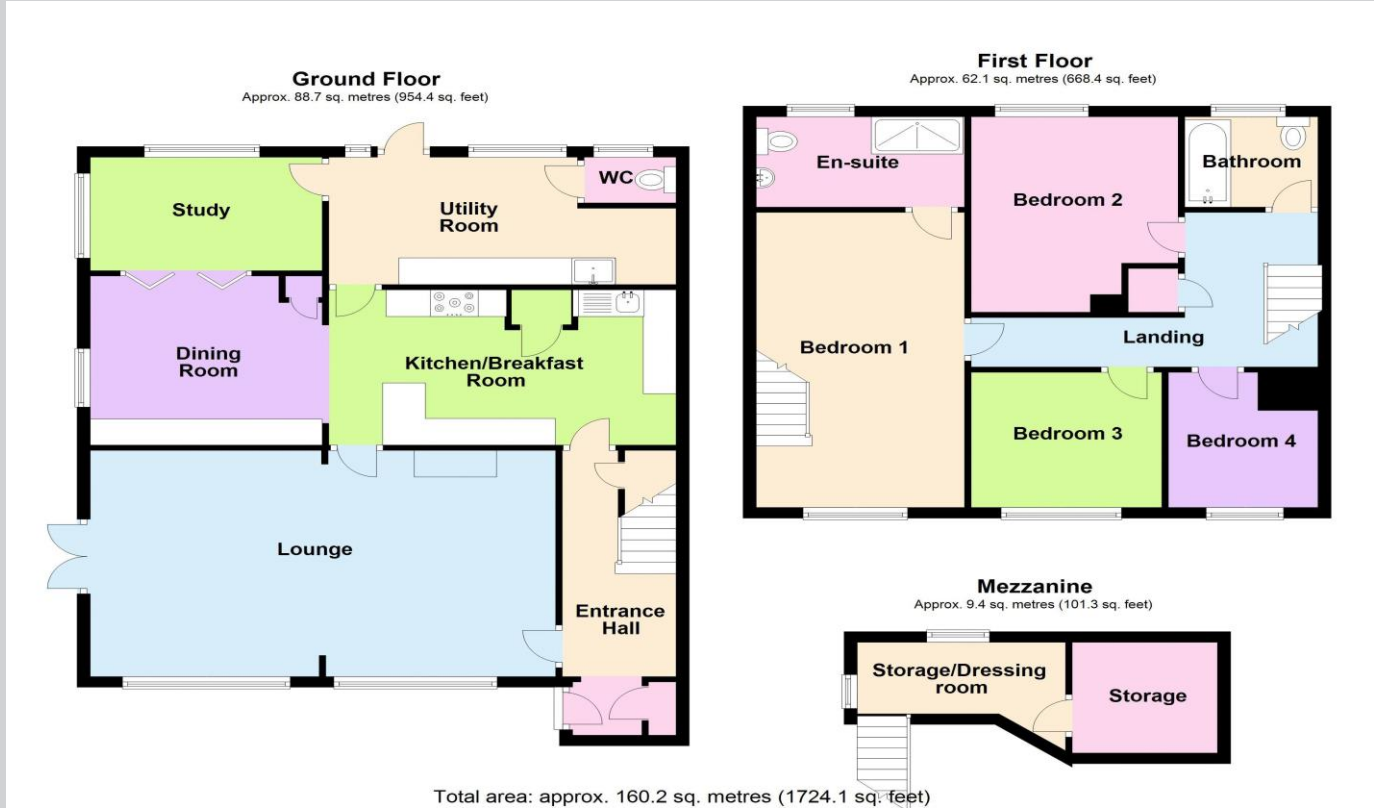 Ground Floor
Approx. 88.7 sq. metres (954.4 sq. feet)
Study
Utility
Room
WC
Dining
Room
Kitchen/Breakfast
Room
Lounge
Entrance
Hall
First Floor
Approx. 62.1 sq. metres (668.4 sq. feet)
En-suite
Bedroom 2
Bathroom
Bedroom 1
Landing
Bedroom 3
Bedroom 4
Mezzanine
Approx. 9.4 sq. metres (101.3 sq. feet)
Storage/Dressing
room
Storage
Total area: approx. 160.2 sq. metres (1724.1 sq. feet)